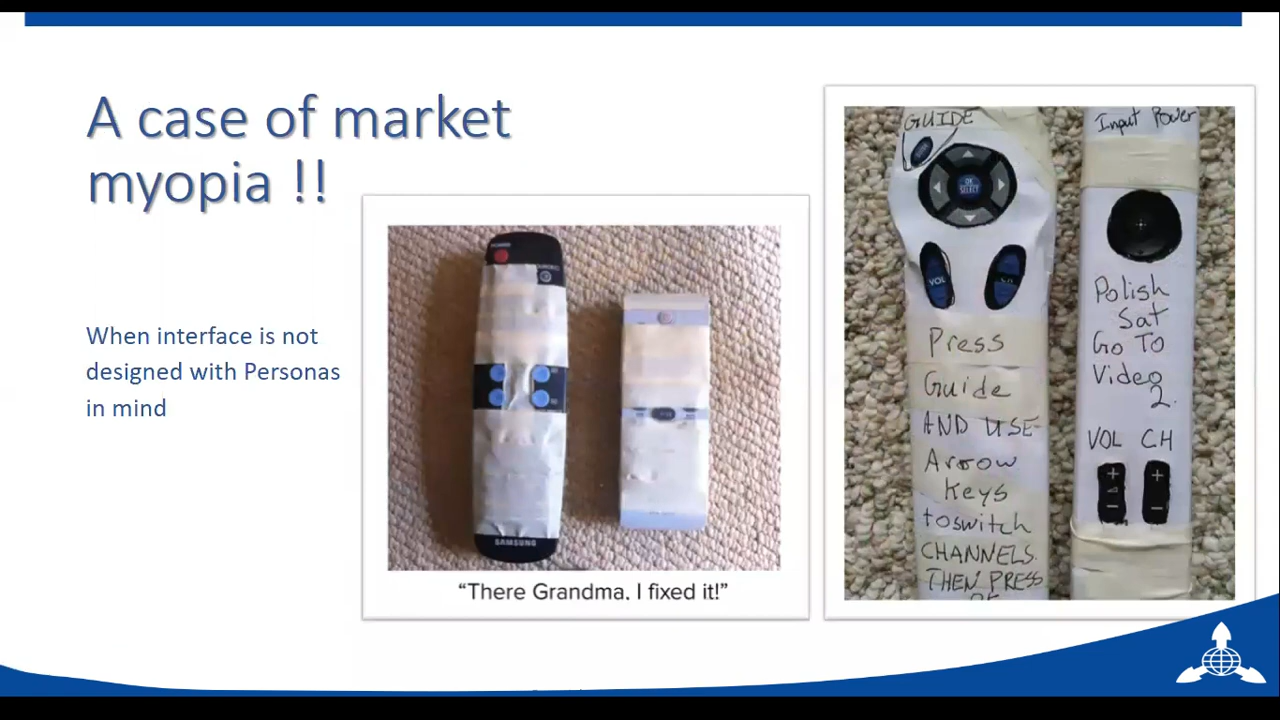 A case of market
myopia !!
When interface is not
designed with Personas
in mind
SAMSUNG
“There Grandma, I fixed it!”
GUIDE
OK
SELECT
VOL
Press
Guide
AND USE
Arrow
Keys
to switch
CHANNELS.
THEN PRESS
Input Power
Polish
Sat
Go To
Video
2.
VOL CH
+ +
− −